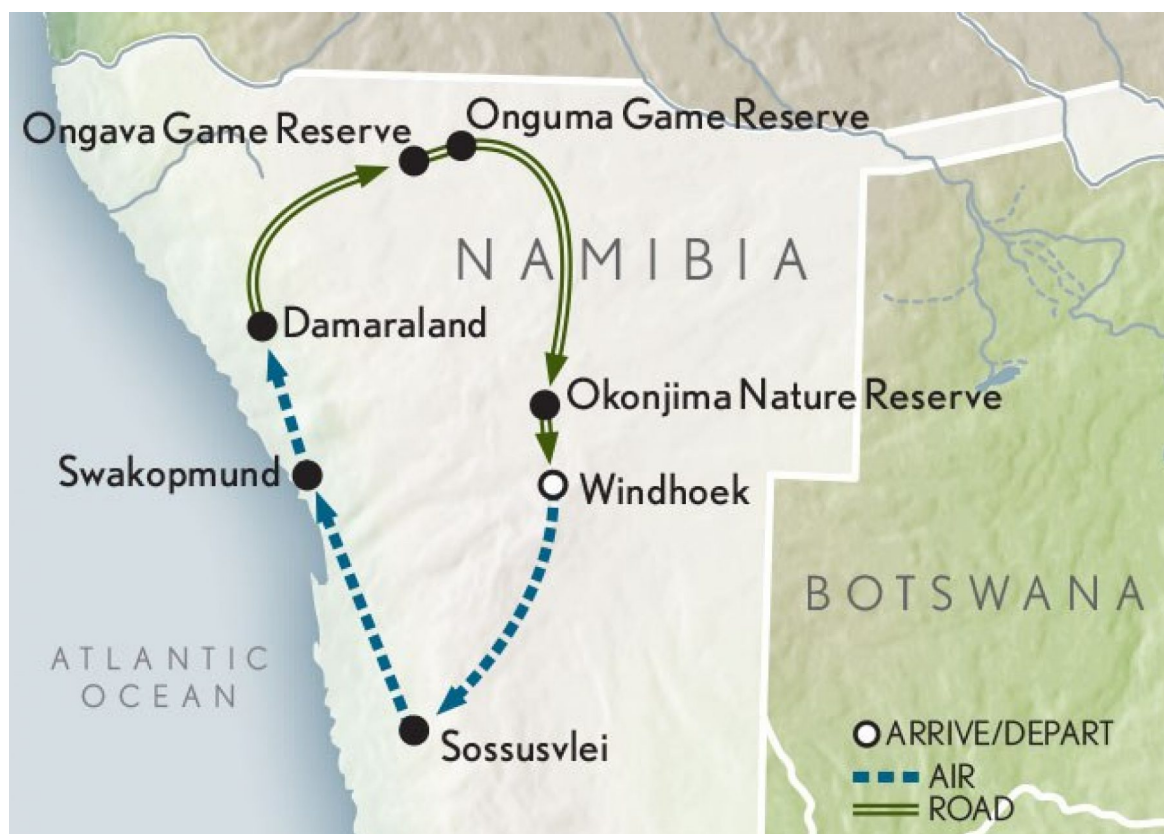 Ongava Game Reserve
Onguma Game Reserve
NAMIBIA
Damaraland
Okonjima Nature Reserve
Swakopmund
Windhoek
BOTSWANA
ATLANTIC
OCEAN
Sossusvlei
ARRIVE/DEPART
AIR
ROAD